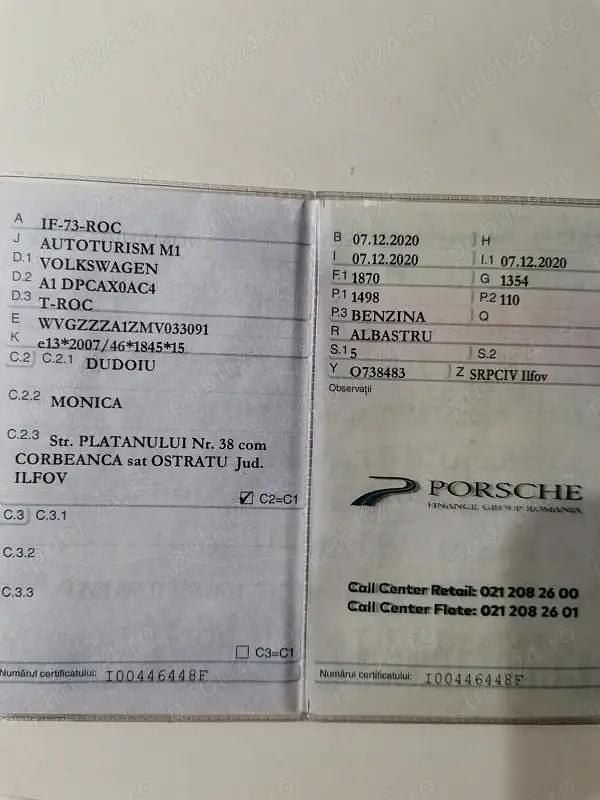 A IF-73-ROC
J AUTOTURISM M1
D.1 VOLKSWAGEN
D.2 A1 DPCAX0AC4
D.3 T-ROC
E WVGZZZA1ZMV033091
K e13*2007/46*1845*15
C.2 C.2.1 DUDOIU
C.2.2 MONICA
C.2.3 Str. PLATANULUI Nr. 38 com
CORBEANCA sat OSTRATU Jud.
ILFOV
C2=C1
C.3 C.3.1
C.3.2
C.3.3
C3=C1
Numărul certificatului: I00446448F
B 07.12.2020 H
I 07.12.2020 I.1 07.12.2020
F.1 1870 G 1354
P.1 1498 P.2 110
P.3 BENZINA Q
R ALBASTRU
S.1 5 S.2
Y O738483 Z SRPCIV Ilfov
Observații
PORSCHE
FINANCE GROUP ROMANIA
Call Center Retail: 021 208 26 00
Call Center Flote: 021 208 26 01
Numărul certificatului: I00446448F
publi24.ro